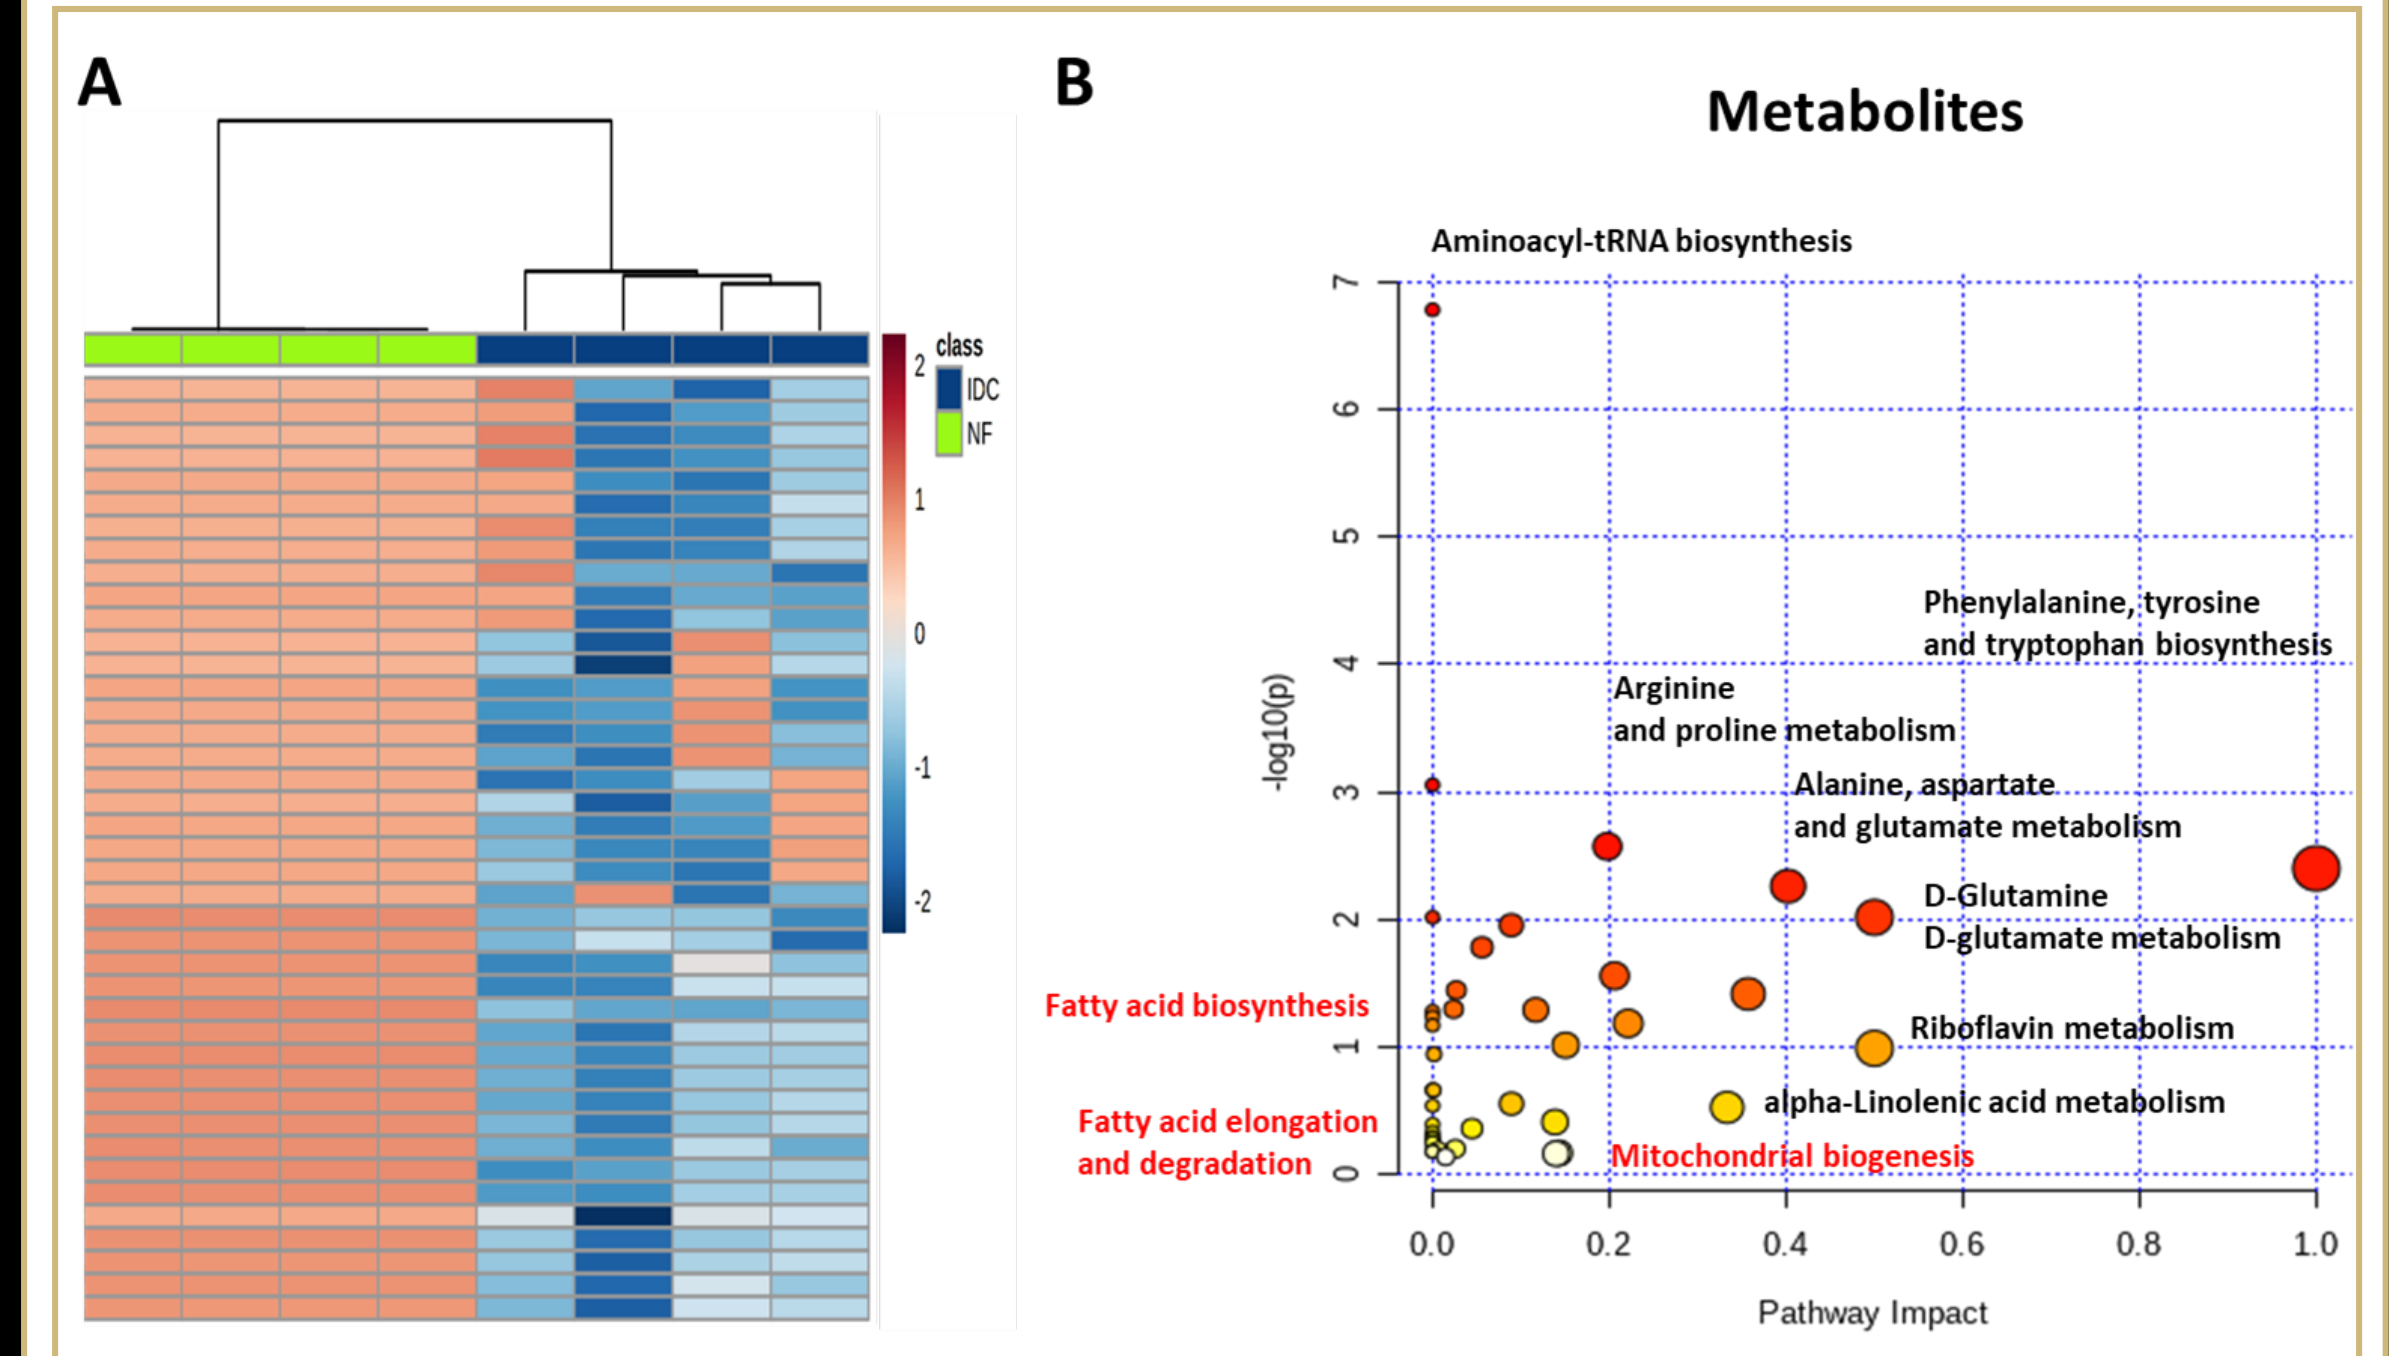 A
2
1
0
-1
-2
class
IDC
NF
B
Metabolites
Aminoacyl-tRNA biosynthesis
Phenylalanine, tyrosine
and tryptophan biosynthesis
Arginine
and proline metabolism
Alanine, aspartate
and glutamate metabolism
D-Glutamine
D-glutamate metabolism
Fatty acid biosynthesis
Riboflavin metabolism
alpha-Linolenic acid metabolism
Fatty acid elongation
and degradation
Mitochondrial biogenesis
-log10(p)
7
6
5
4
3
2
1
0
0.0 0.2 0.4 0.6 0.8 1.0
Pathway Impact